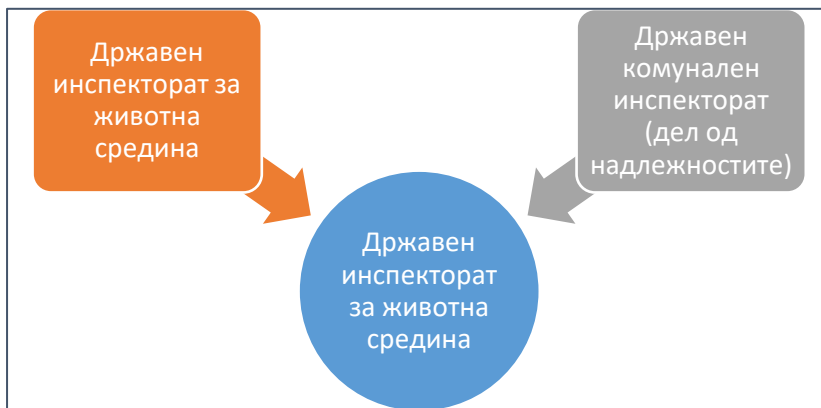 Државен
инспекторат за
животна
средина
Државен
комунален
инспекторат
(дел од
надлежностите)
Државен
инспекторат
за животна
средина